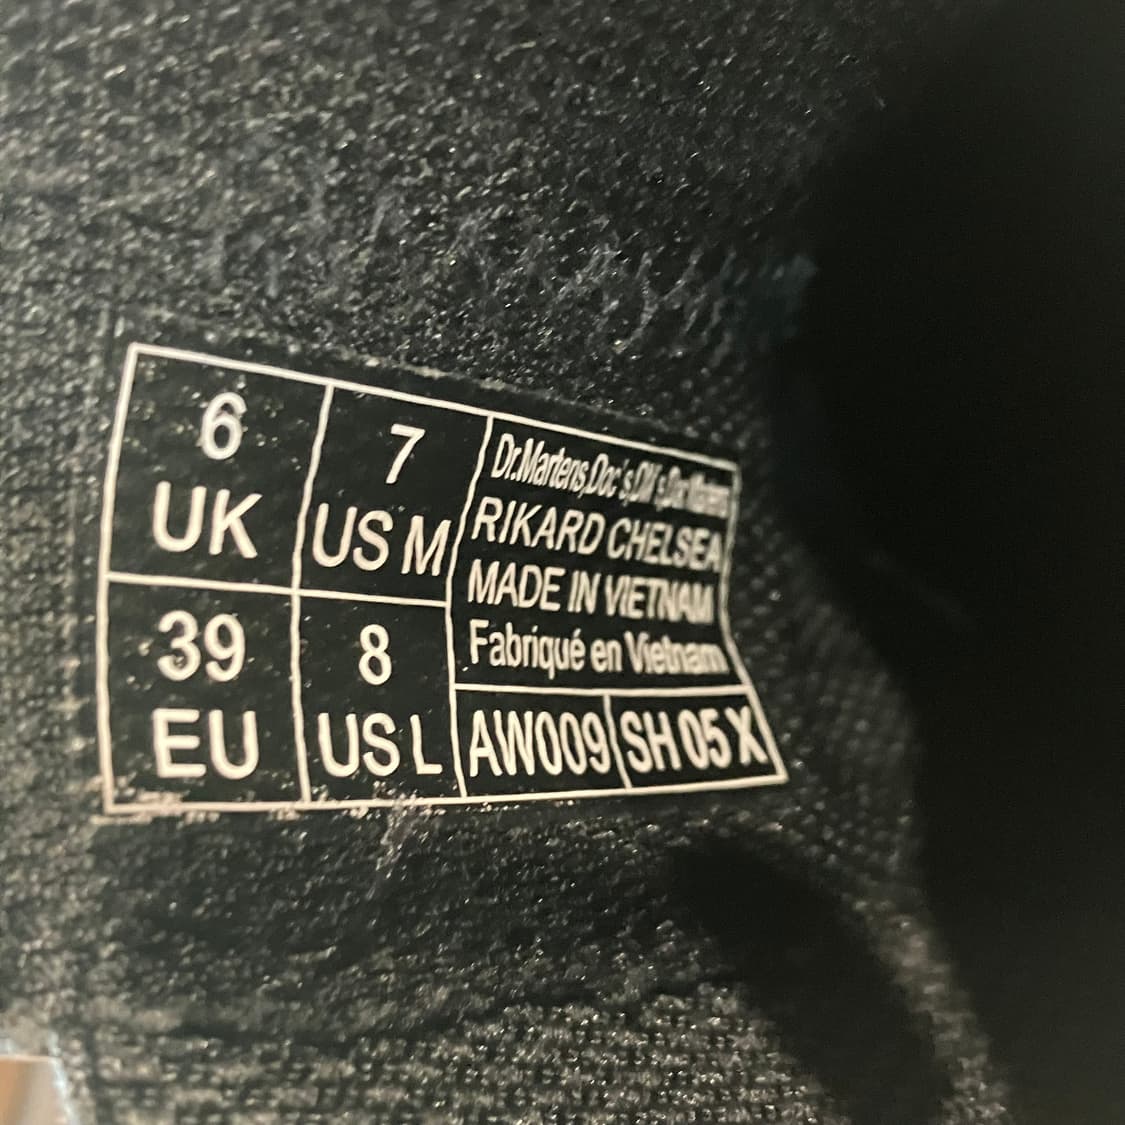 6
UK
7
US M
39
EU
8
US L
Dr.Martens,Doc's,DM's,Doc Martens
RIKARD CHELSEA
MADE IN VIETNAM
Fabriqué en Vietnam
AW009
SH 05 X